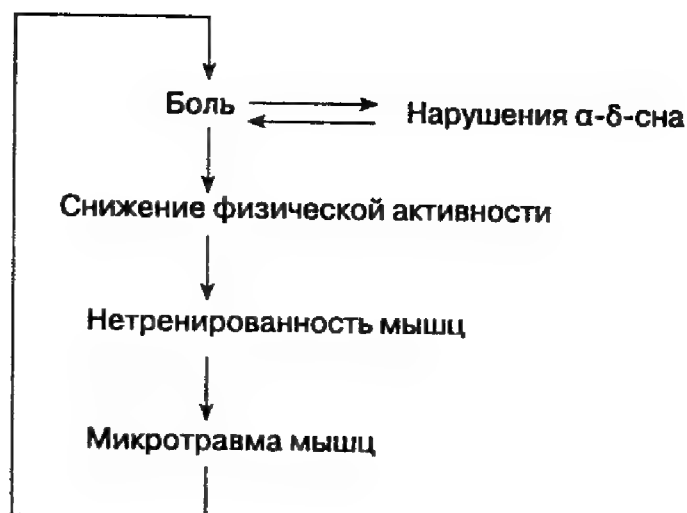 Боль
Нарушения α-δ-сна
Снижение физической активности
Нетренированность мышц
Микротравма мышц